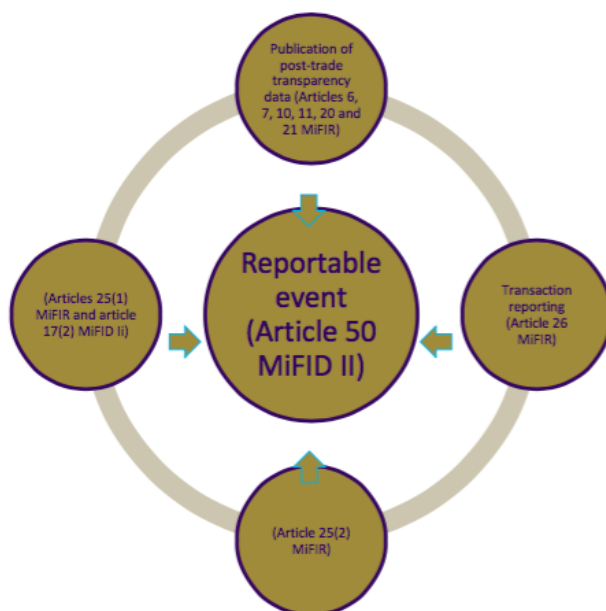 Publication of
post-trade
transparency
data (Articles 6,
7, 10, 11, 20 and
21 MiFIR)
(Articles 25(1)
MiFIR and article
17(2) MiFID Ii)
Reportable
event
(Article 50
MiFID II)
Transaction
reporting
(Article 26
MiFIR)
(Article 25(2)
MiFIR)